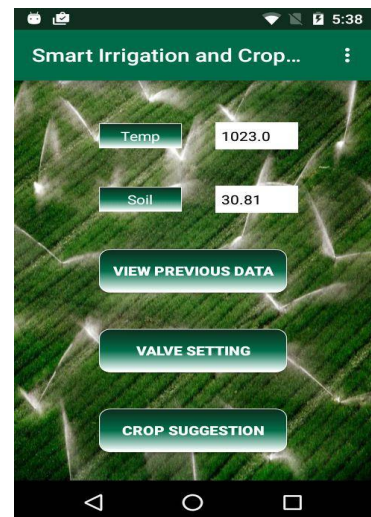 5:38
Smart Irrigation and Crop...
Temp 1023.0
Soil 30.81
VIEW PREVIOUS DATA
VALVE SETTING
CROP SUGGESTION